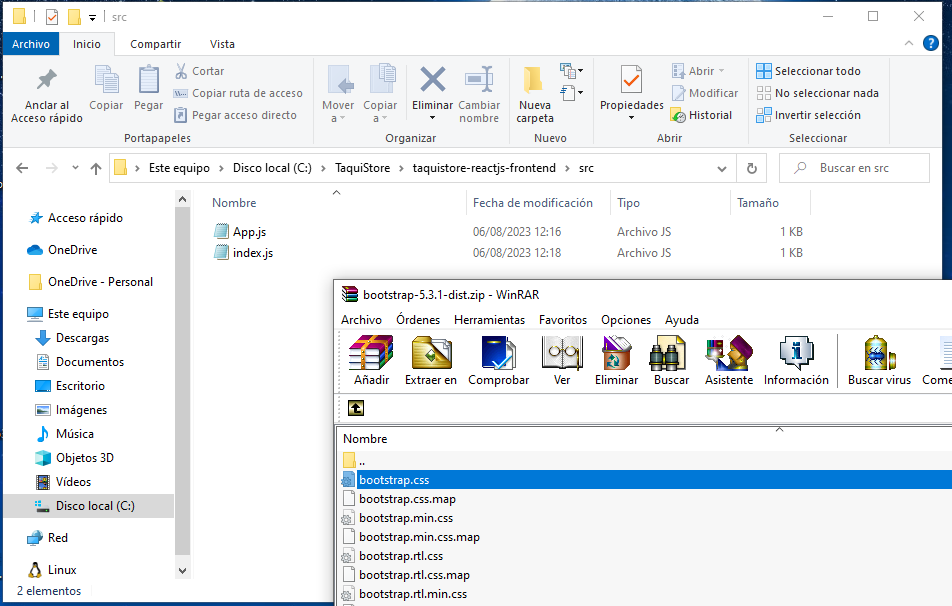 src
Archivo Inicio Compartir Vista
Anclar al Acceso rápido
Copiar
Pegar
Cortar
Copiar ruta de acceso
Pegar acceso directo
Portapapeles
Mover a
Copiar a
Eliminar
Cambiar nombre
Organizar
Nueva carpeta
Nuevo
Propiedades
Abrir
Modificar
Historial
Abrir
Seleccionar todo
No seleccionar nada
Invertir selección
Seleccionar
Este equipo > Disco local (C:) > TaquiStore > taquistore-reactjs-frontend > src
Buscar en src
Acceso rápido
OneDrive
OneDrive - Personal
Este equipo
Descargas
Documentos
Escritorio
Imágenes
Música
Objetos 3D
Vídeos
Disco local (C:)
Red
Linux
2 elementos
Nombre Fecha de modificación Tipo Tamaño
App.js 06/08/2023 12:16 Archivo JS 1 KB
index.js 06/08/2023 12:18 Archivo JS 1 KB
bootstrap-5.3.1-dist.zip - WinRAR
Archivo Órdenes Herramientas Favoritos Opciones Ayuda
Añadir Extraer en Comprobar Ver Eliminar Buscar Asistente Información Buscar virus
Nombre
..
bootstrap.css
bootstrap.css.map
bootstrap.min.css
bootstrap.min.css.map
bootstrap.rtl.css
bootstrap.rtl.css.map
bootstrap.rtl.min.css